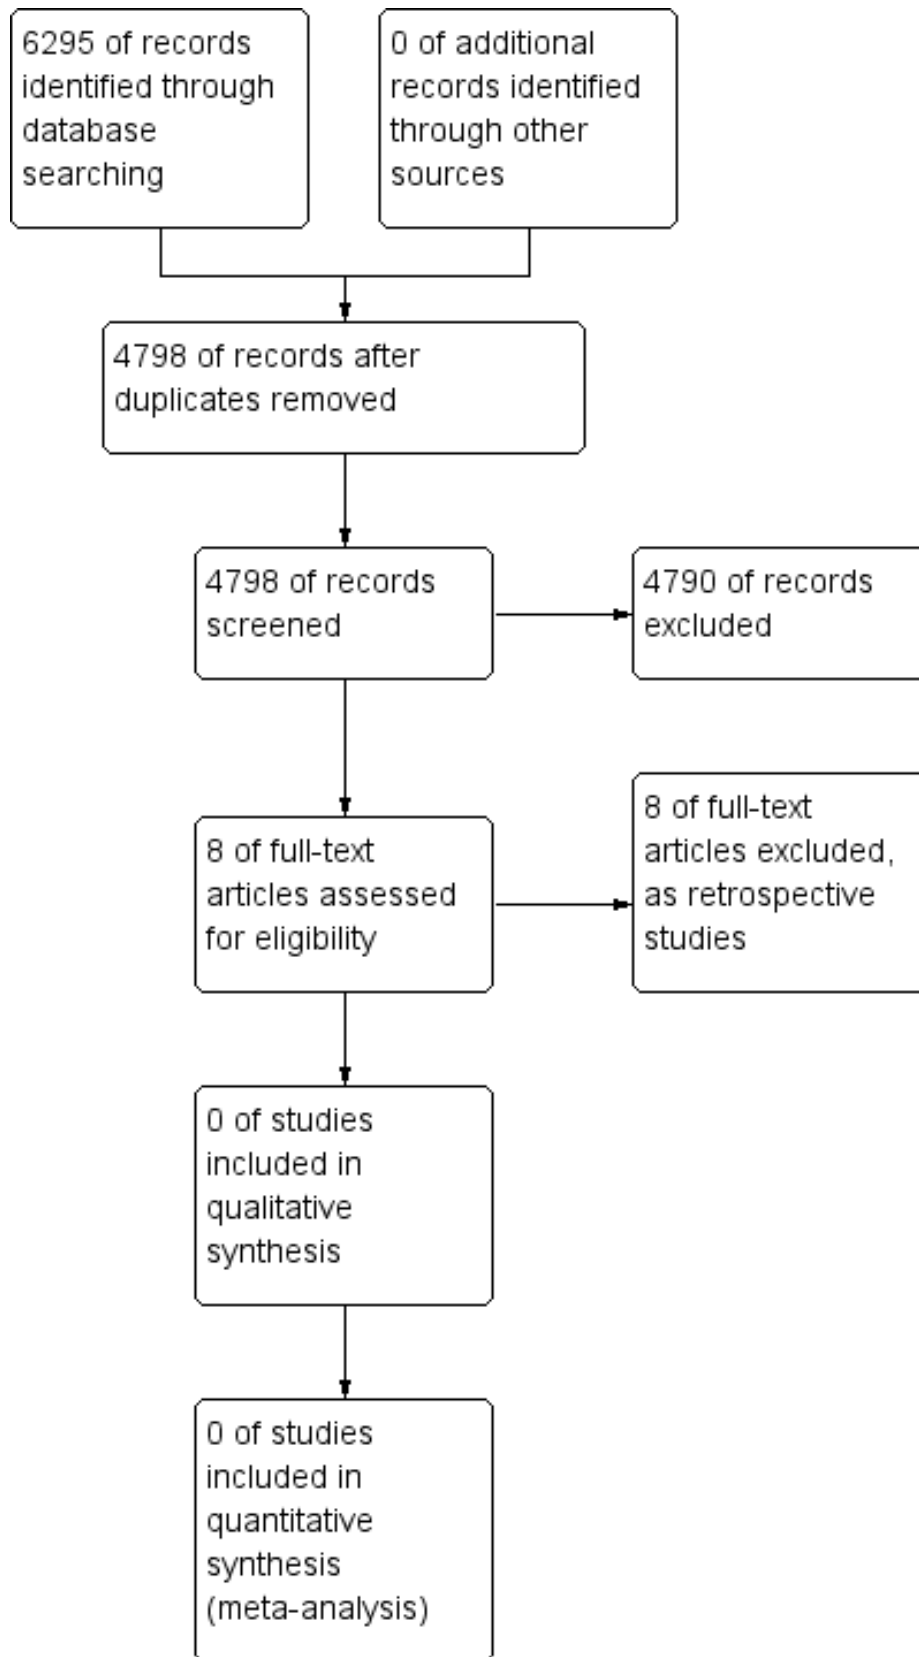 6295 of records
identified through
database
searching
0 of additional
records identified
through other
sources
4798 of records after
duplicates removed
4798 of records
screened
4790 of records
excluded
8 of full-text
articles assessed
for eligibility
8 of full-text
articles excluded,
as retrospective
studies
0 of studies
included in
qualitative
synthesis
0 of studies
included in
quantitative
synthesis
(meta-analysis)